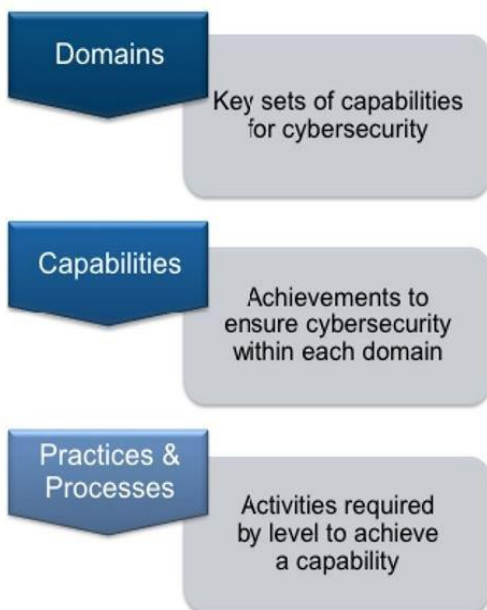 Domains
Key sets of capabilities
for cybersecurity
Capabilities
Achievements to
ensure cybersecurity
within each domain
Practices &
Processes
Activities required
by level to achieve
a capability